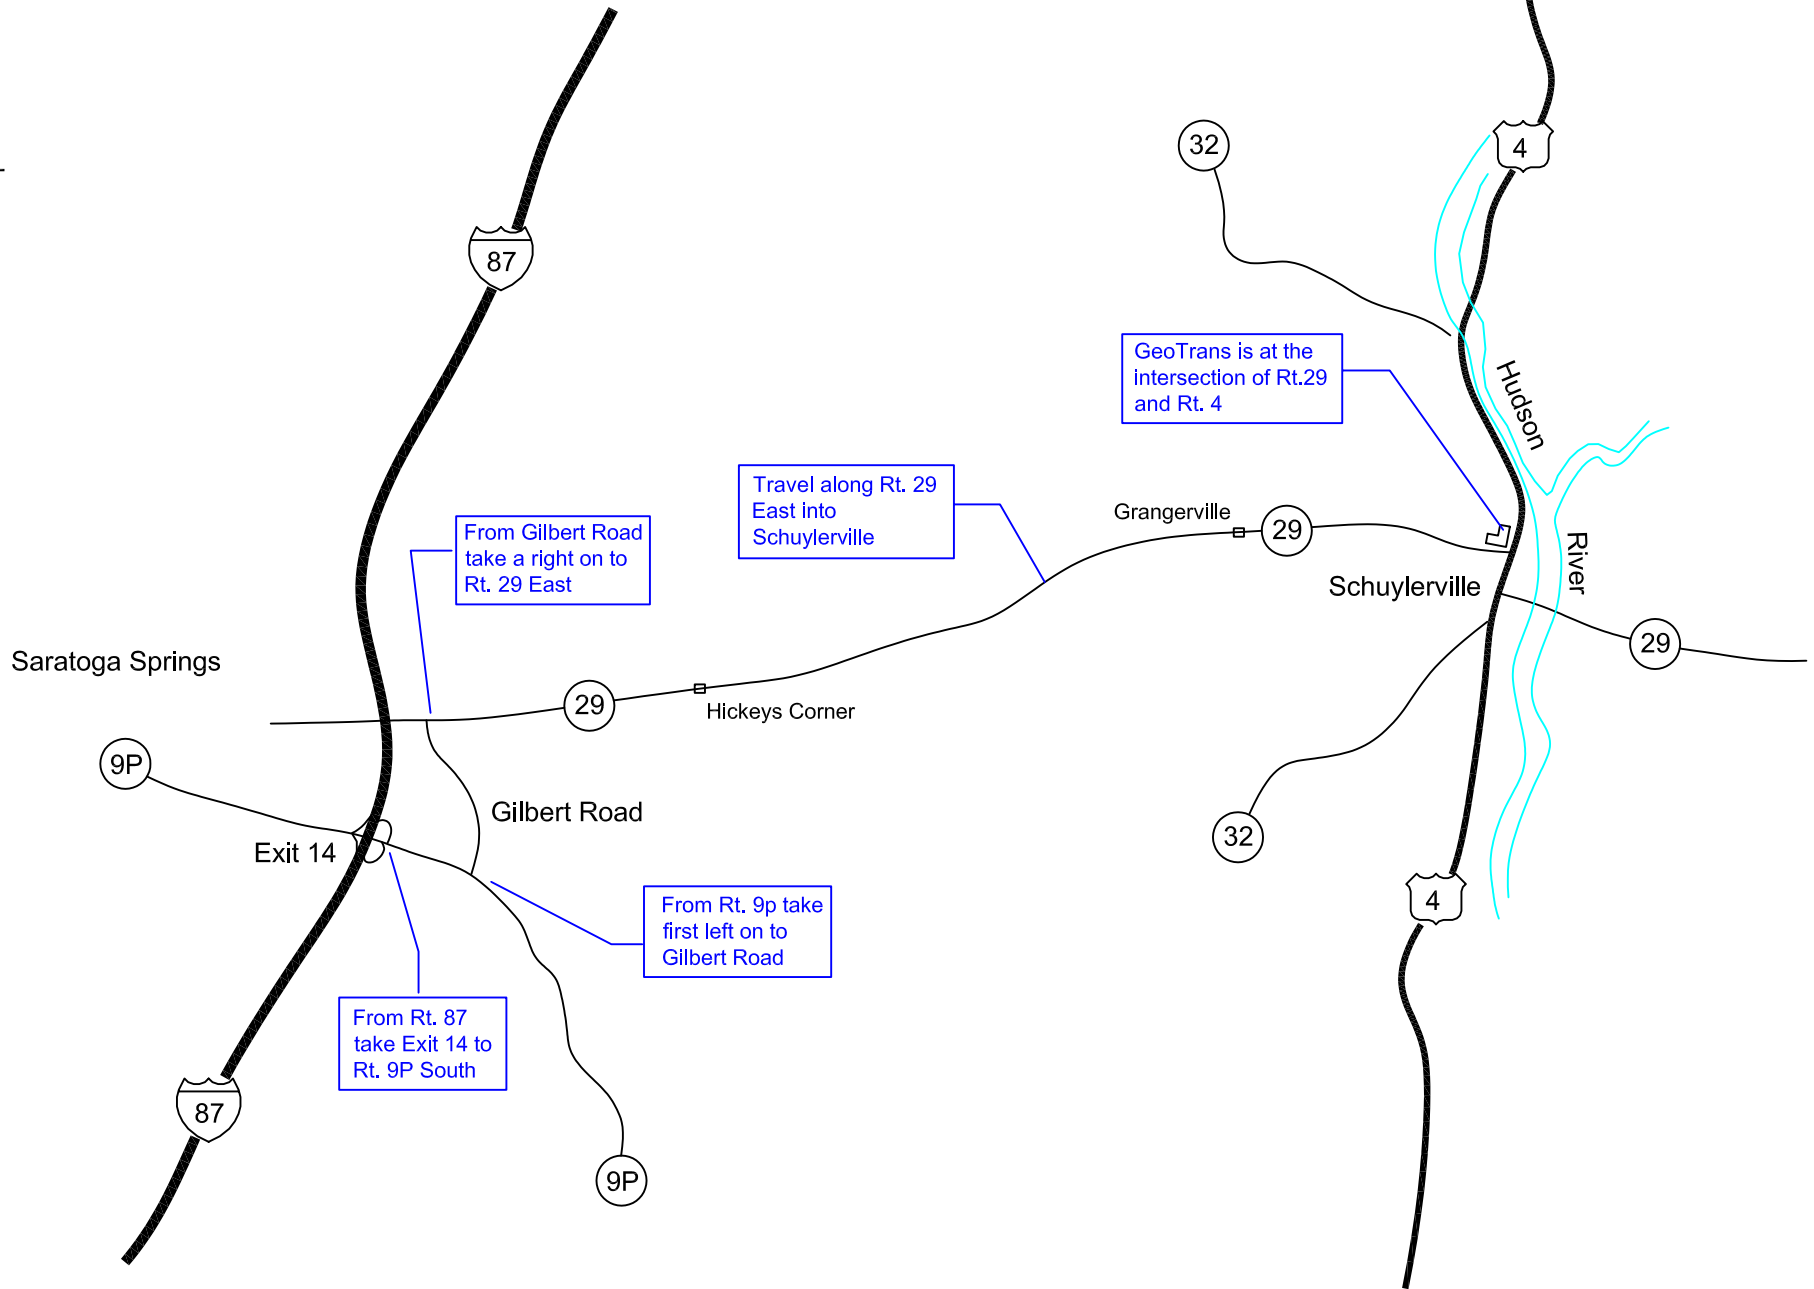 4
32
87
GeoTrans is at the
intersection of Rt.29
and Rt. 4
Hudson
Travel along Rt. 29
East into
Schuylerville
Grangerville
29
From Gilbert Road
take a right on to
Rt. 29 East
River
Schuylerville
29
Saratoga Springs
29
Hickeys Corner
9P
Gilbert Road
Exit 14
32
4
From Rt. 9p take
first left on to
Gilbert Road
From Rt. 87
take Exit 14 to
Rt. 9P South
87
9P